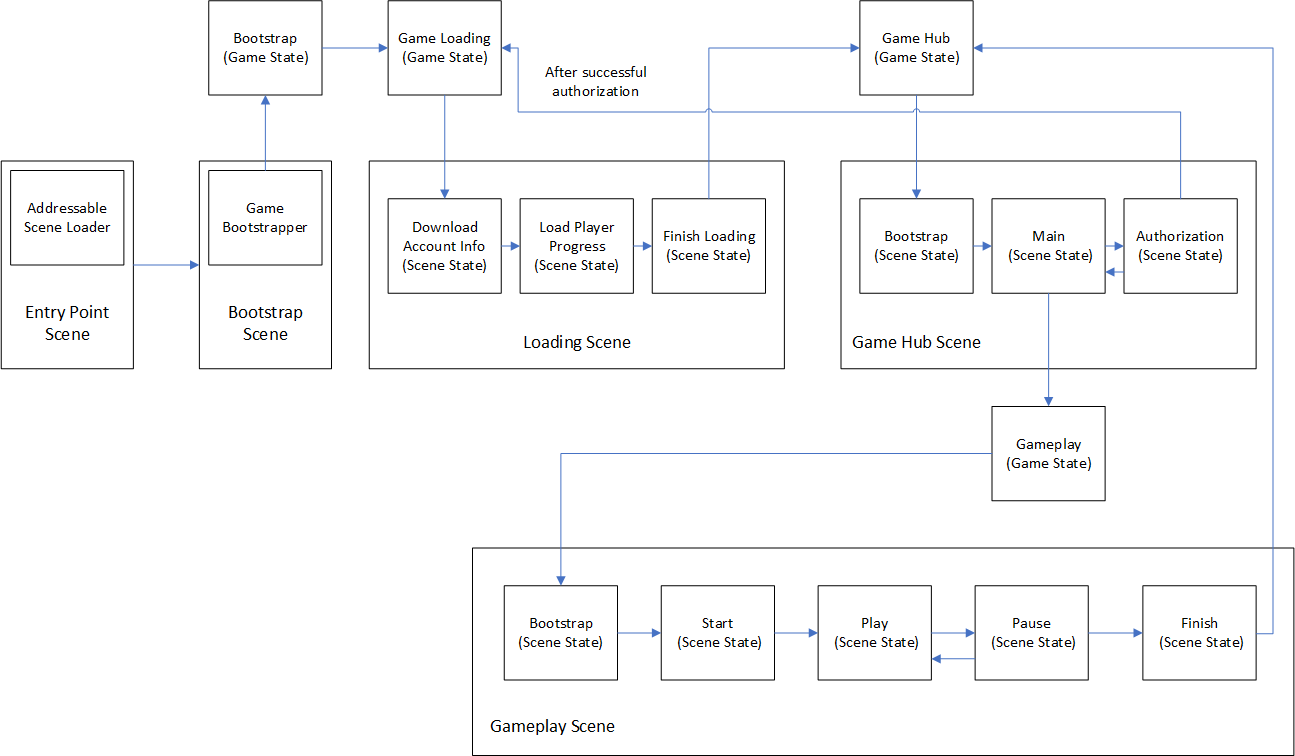 Bootstrap
(Game State)
Game Loading
(Game State)
After successful
authorization
Game Hub
(Game State)
Addressable
Scene Loader
Entry Point
Scene
Game
Bootstrapper
Bootstrap
Scene
Download
Account Info
(Scene State)
Load Player
Progress
(Scene State)
Finish Loading
(Scene State)
Loading Scene
Bootstrap
(Scene State)
Main
(Scene State)
Authorization
(Scene State)
Game Hub Scene
Gameplay
(Game State)
Bootstrap
(Scene State)
Start
(Scene State)
Play
(Scene State)
Pause
(Scene State)
Finish
(Scene State)
Gameplay Scene